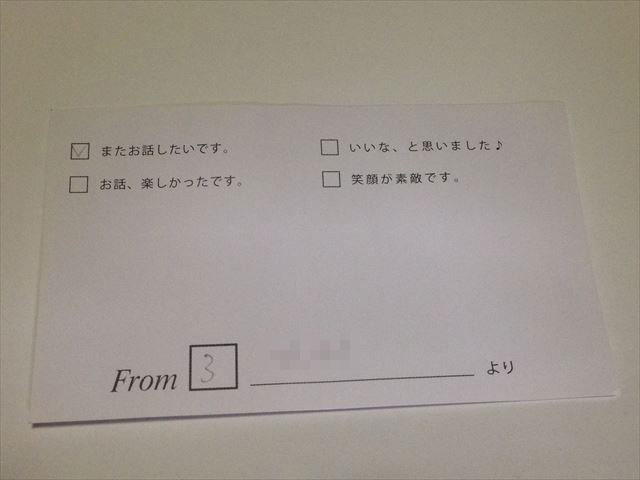 またお話したいです。
いいな、と思いました♪
お話、楽しかったです。
笑顔が素敵です。
From 3 より